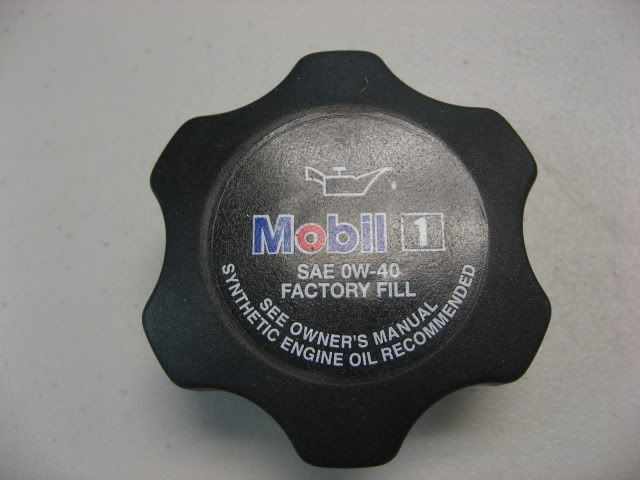 Mobil 1
SAE 0W-40
FACTORY FILL
SEE OWNER'S MANUAL
SYNTHETIC ENGINE OIL RECOMMENDED